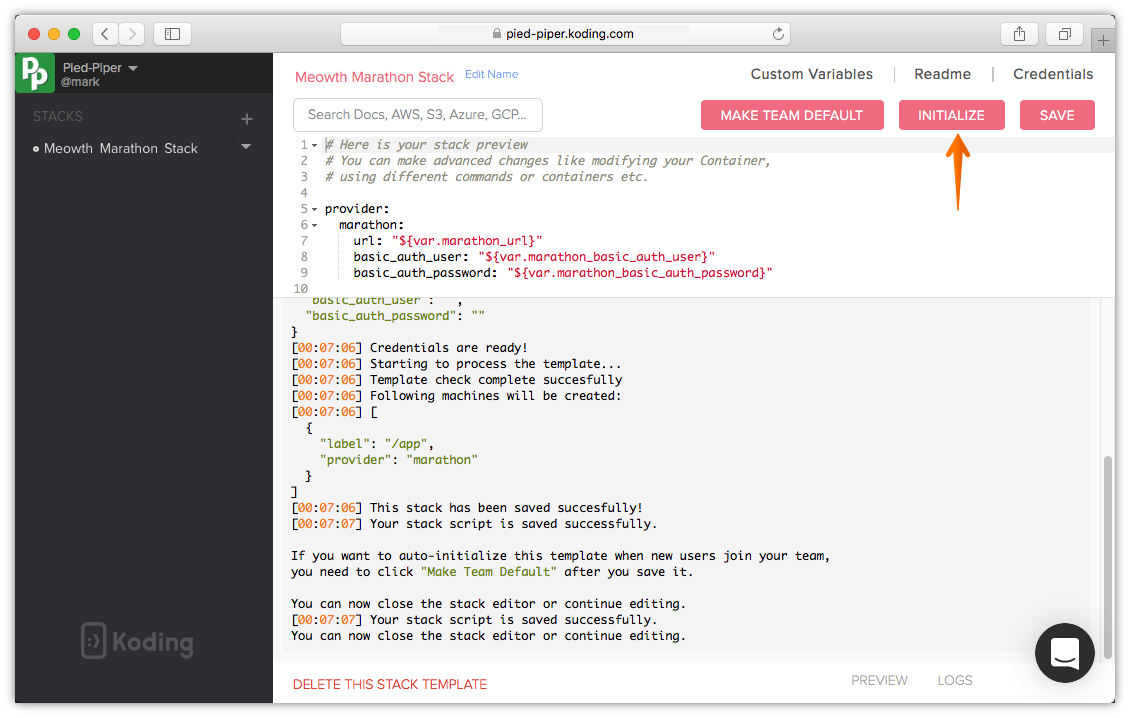 pied-piper.koding.com
Pp
Pied-Piper
@mark
STACKS
Meowth Marathon Stack
Koding
Meowth Marathon Stack Edit Name
Custom Variables | Readme | Credentials
Search Docs, AWS, S3, Azure, GCP...
MAKE TEAM DEFAULT
INITIALIZE
SAVE
1 # Here is your stack preview
2 # You can make advanced changes like modifying your Container,
3 # using different commands or containers etc.
4
5 provider:
6 marathon:
7 url: "${var.marathon_url}"
8 basic_auth_user: "${var.marathon_basic_auth_user}"
9 basic_auth_password: "${var.marathon_basic_auth_password}"
10
"basic_auth_user": "",
"basic_auth_password": ""
}
[00:07:06] Credentials are ready!
[00:07:06] Starting to process the template...
[00:07:06] Template check complete succesfully
[00:07:06] Following machines will be created:
[00:07:06] [
{
"label": "/app",
"provider": "marathon"
}
]
[00:07:06] This stack has been saved succesfully!
[00:07:07] Your stack script is saved successfully.
If you want to auto-initialize this template when new users join your team,
you need to click "Make Team Default" after you save it.
You can now close the stack editor or continue editing.
[00:07:07] Your stack script is saved successfully.
You can now close the stack editor or continue editing.
DELETE THIS STACK TEMPLATE
PREVIEW
LOGS